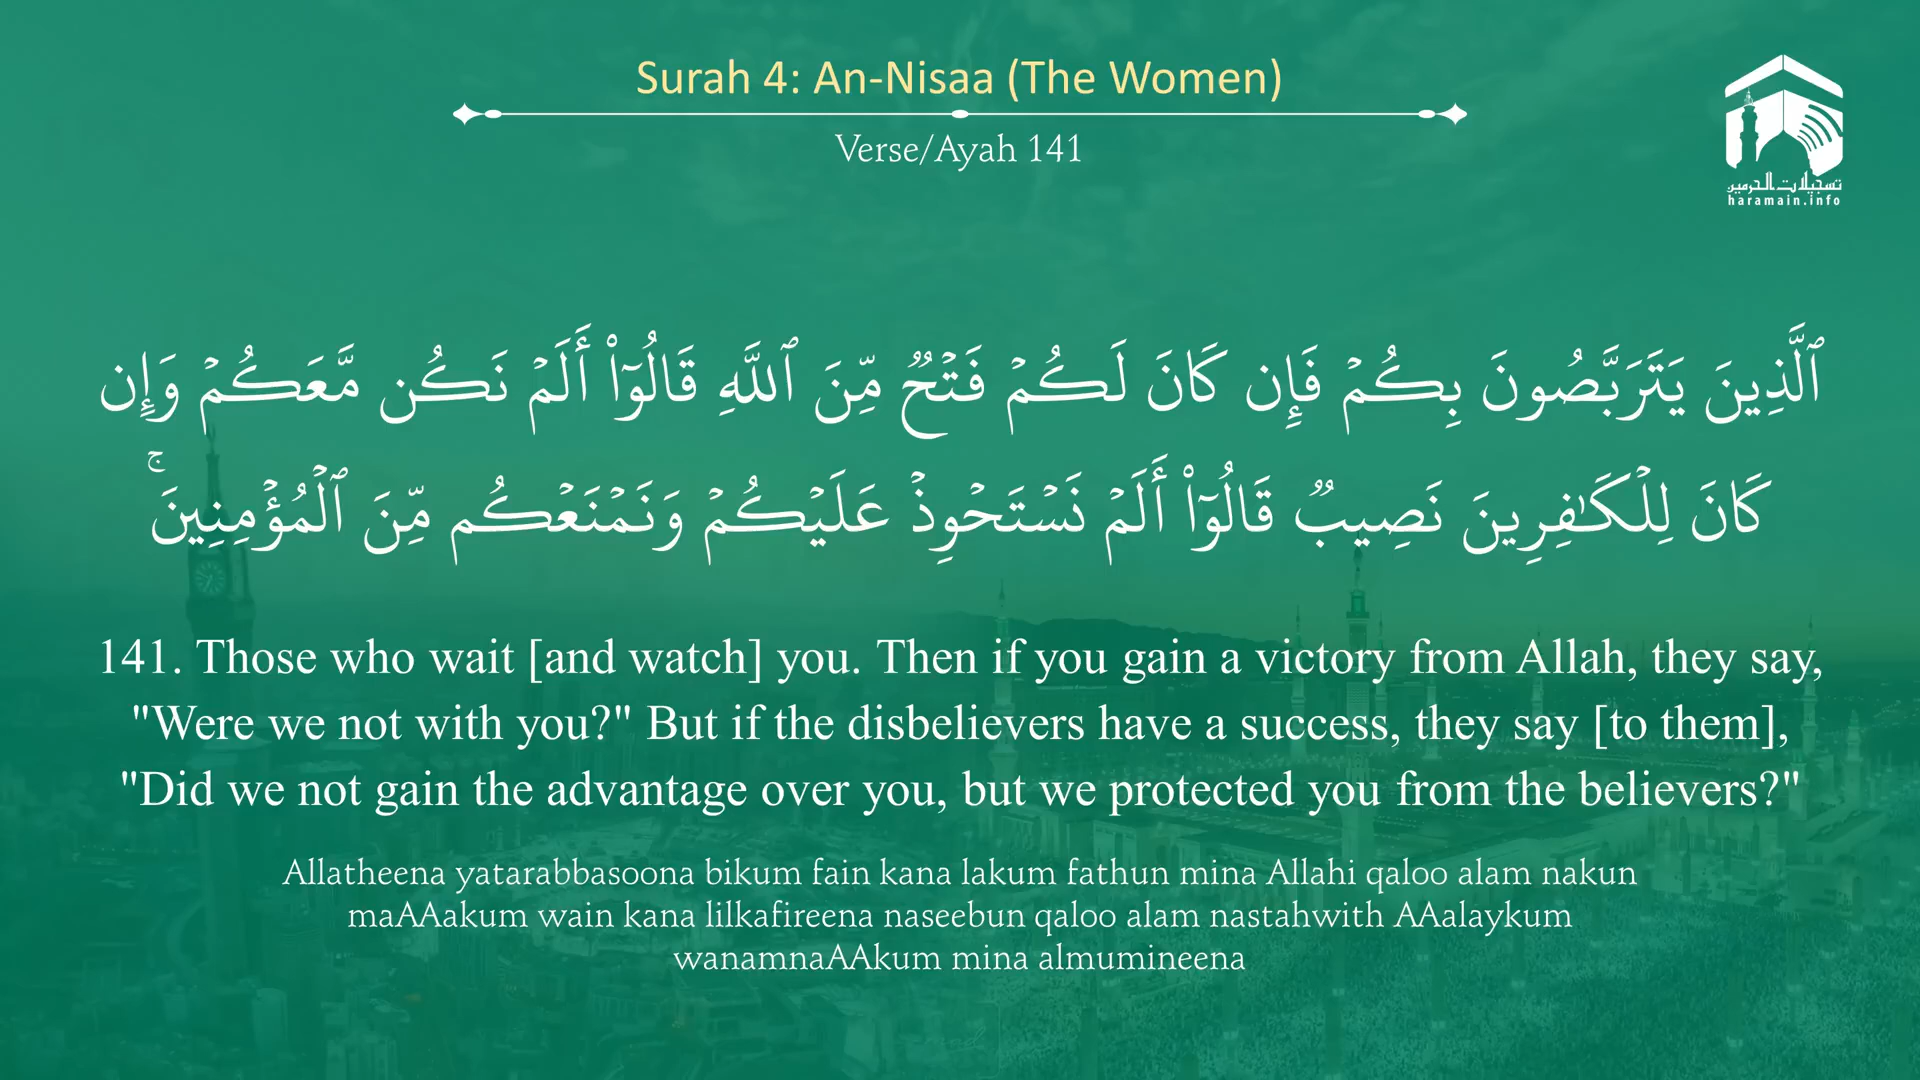 Surah 4: An-Nisaa (The Women)
Verse/Ayah 141
تسجيلات الحرمين
haramain.info
ٱلَّذِينَ يَتَرَبَّصُونَ بِكُمْ فَإِن كَانَ لَكُمْ فَتْحٌ مِّنَ ٱللَّهِ قَالُوٓا۟ أَلَمْ نَكُن مَّعَكُمْ وَإِن
كَانَ لِلْكَـٰفِرِينَ نَصِيبٌ قَالُوٓا۟ أَلَمْ نَسْتَحْوِذْ عَلَيْكُمْ وَنَمْنَعْكُم مِّنَ ٱلْمُؤْمِنِينَ ۚ
141. Those who wait [and watch] you. Then if you gain a victory from Allah, they say,
"Were we not with you?" But if the disbelievers have a success, they say [to them],
"Did we not gain the advantage over you, but we protected you from the believers?"
Allatheena yatarabbasoona bikum fain kana lakum fathun mina Allahi qaloo alam nakun
maAAakum wain kana lilkafireena naseebun qaloo alam nastahwith AAalaykum
wanamnaAAkum mina almumineena